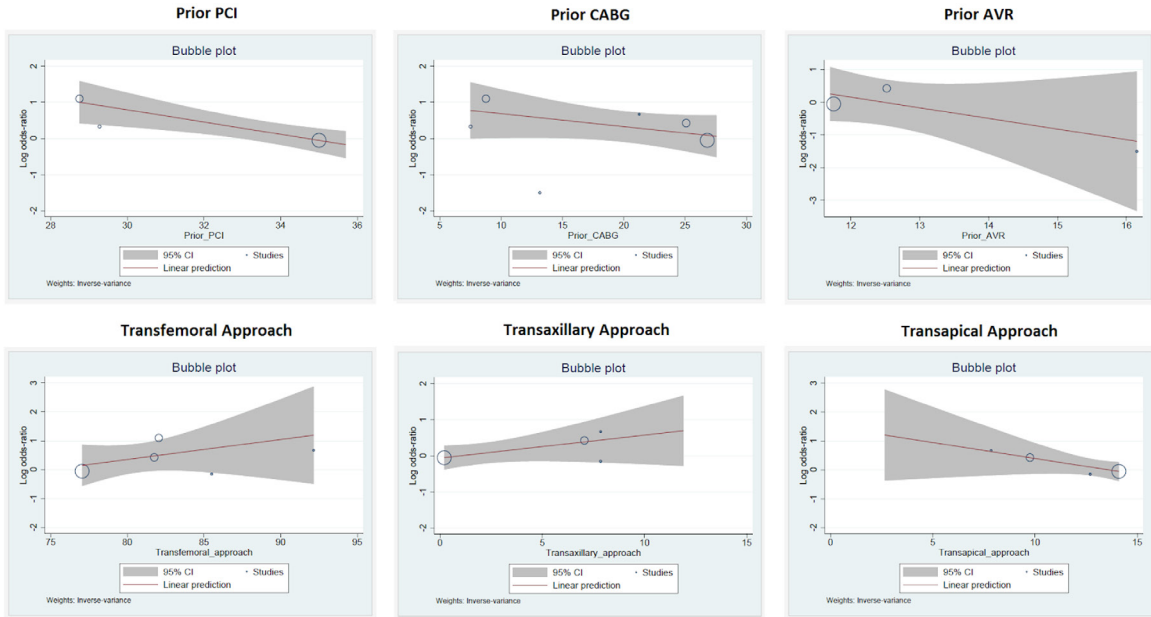 Prior PCI
Bubble plot
Log odds-ratio
2
1
0
-1
-2
28
30
32
34
36
Prior_PCI
95% CI
Studies
Linear prediction
Weights: Inverse-variance
Prior CABG
Bubble plot
Log odds-ratio
2
1
0
-1
-2
5
10
15
20
25
30
Prior_CABG
95% CI
Studies
Linear prediction
Weights: Inverse-variance
Prior AVR
Bubble plot
Log odds-ratio
1
0
-1
-2
-3
12
13
14
15
16
Prior_AVR
95% CI
Studies
Linear prediction
Weights: Inverse-variance
Transfemoral Approach
Bubble plot
Log odds-ratio
3
2
1
0
-1
-2
75
80
85
90
95
Transfemoral_approach
95% CI
Studies
Linear prediction
Weights: Inverse-variance
Transaxillary Approach
Bubble plot
Log odds-ratio
2
1
0
-1
-2
0
5
10
15
Transaxillary_approach
95% CI
Studies
Linear prediction
Weights: Inverse-variance
Transapical Approach
Bubble plot
Log odds-ratio
3
2
1
0
-1
-2
0
5
10
15
Transapical_approach
95% CI
Studies
Linear prediction
Weights: Inverse-variance